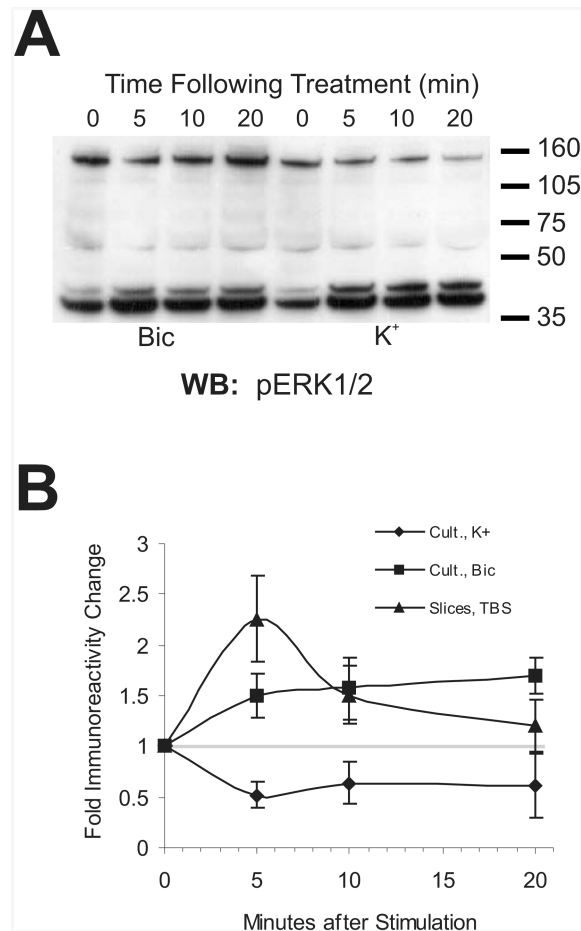 A
Time Following Treatment (min)
0 5 10 20 0 5 10 20
160
105
75
50
35
Bic K+
WB: pERK1/2
B
Fold Immunoreactivity Change
3
2.5
2
1.5
1
0.5
0
Cult., K+
Cult., Bic
Slices, TBS
0 5 10 20
Minutes after Stimulation